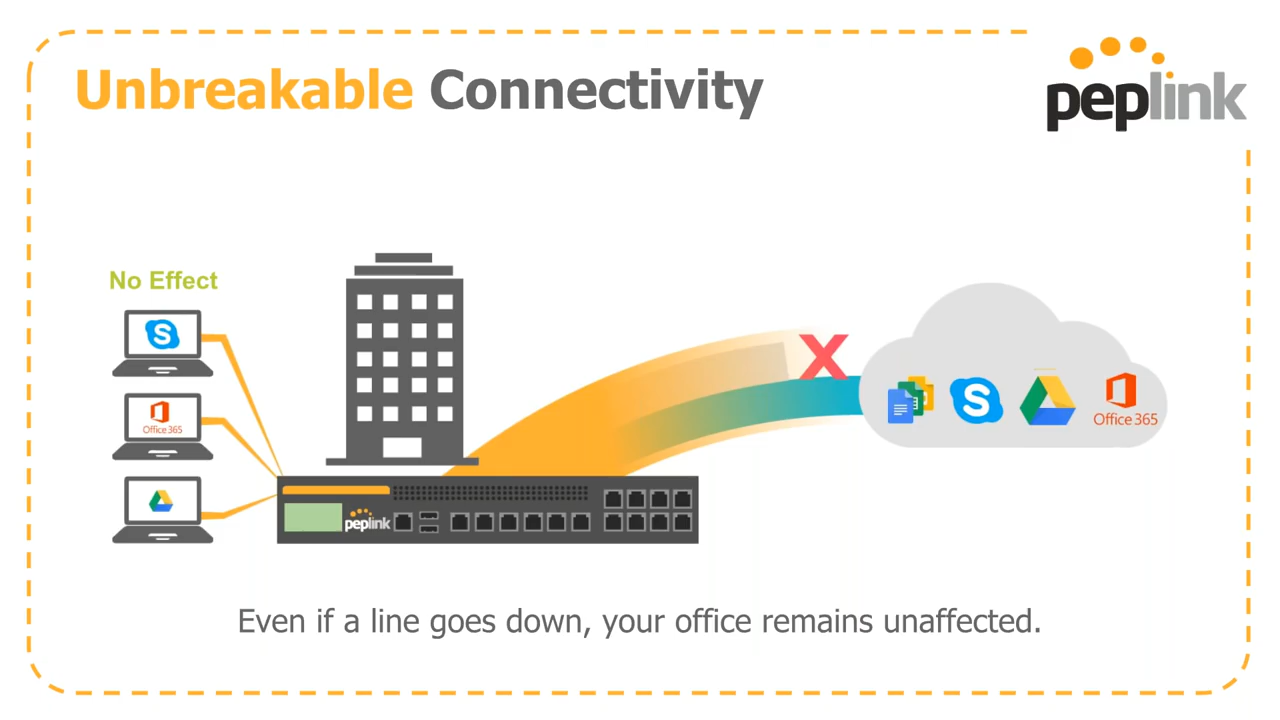 Unbreakable Connectivity
peplink
No Effect
S
Office 365
peplink
S
Office 365
Even if a line goes down, your office remains unaffected.